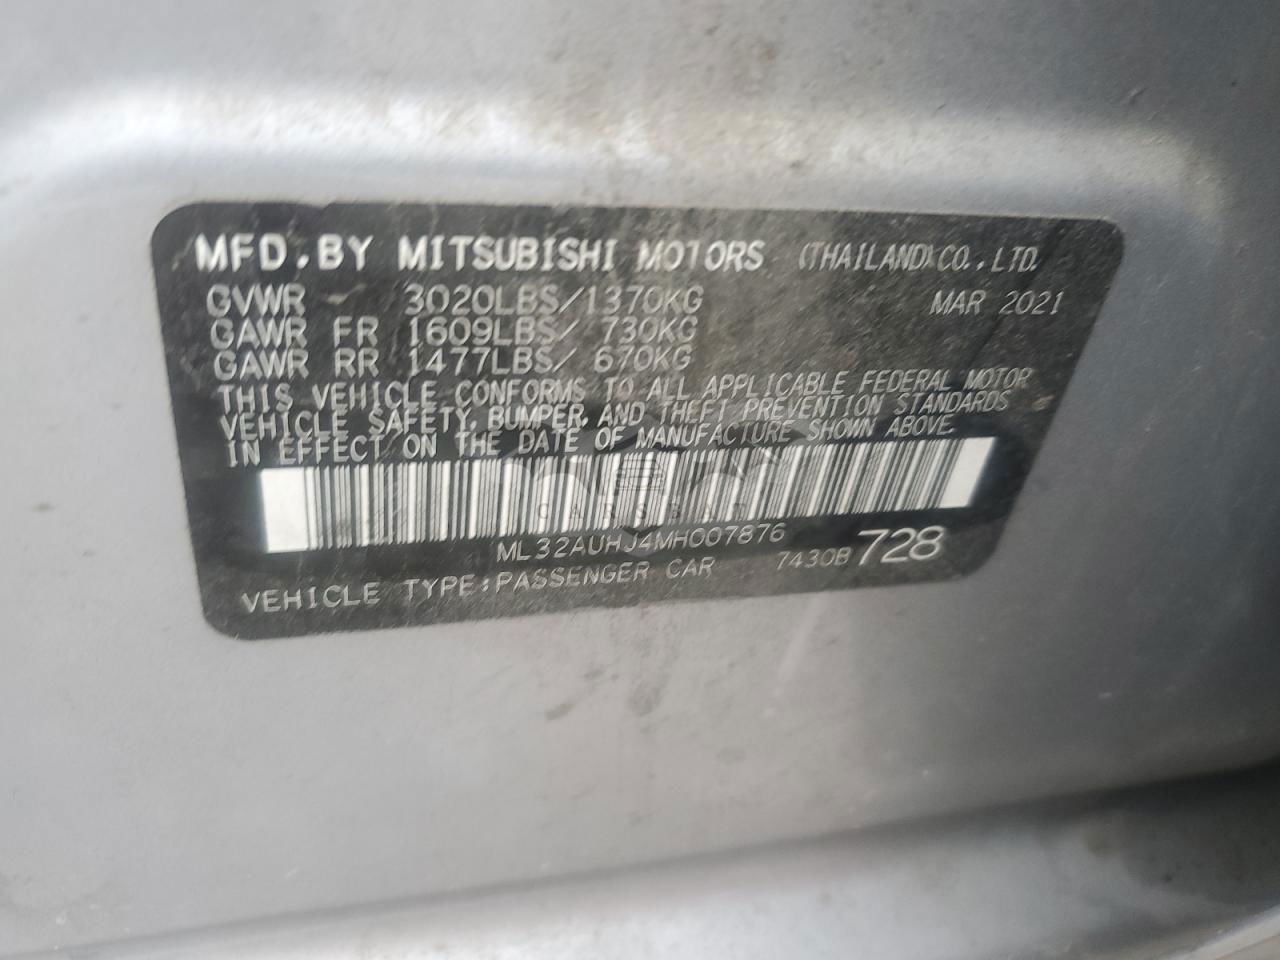 MFD.BY MITSUBISHI MOTORS (THAILAND)CO.,LTD.
GVWR 3020LBS/1370KG MAR 2021
GAWR FR 1609LBS/ 730KG
GAWR RR 1477LBS/ 670KG
THIS VEHICLE CONFORMS TO ALL APPLICABLE FEDERAL MOTOR
VEHICLE SAFETY, BUMPER, AND THEFT PREVENTION STANDARDS
IN EFFECT ON THE DATE OF MANUFACTURE SHOWN ABOVE.
CARSBAD
ML32AUHJ4MH007876
7430B 728
VEHICLE TYPE:PASSENGER CAR